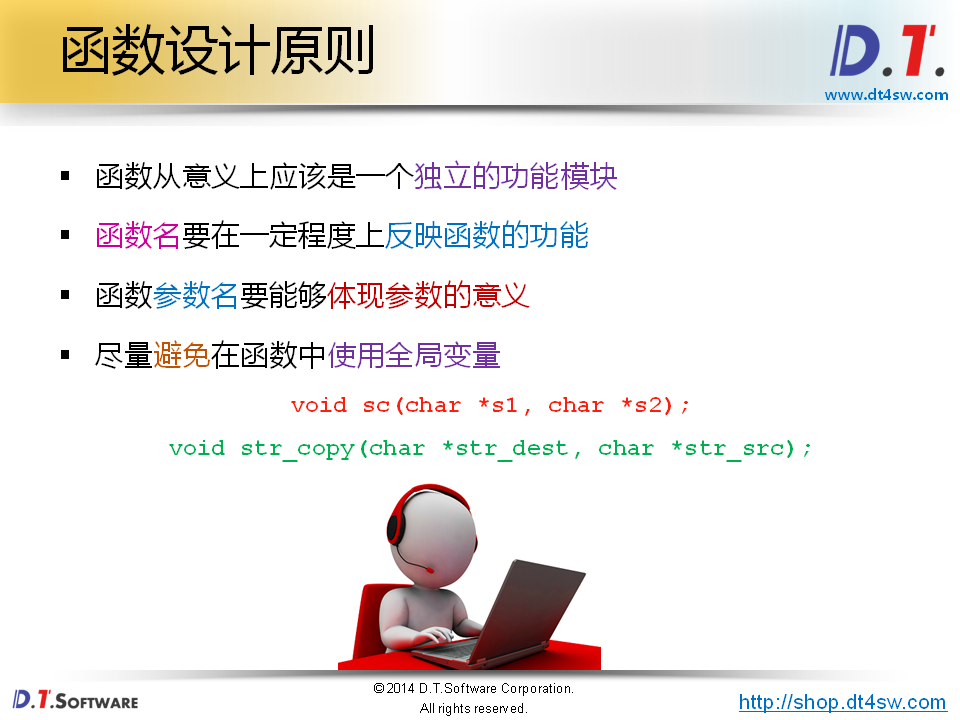 函数设计原则
D.T.
www.dt4sw.com
▪ 函数从意义上应该是一个独立的功能模块
▪ 函数名要在一定程度上反映函数的功能
▪ 函数参数名要能够体现参数的意义
▪ 尽量避免在函数中使用全局变量
void sc(char *s1, char *s2);
void str_copy(char *str_dest, char *str_src);
D.T.SOFTWARE
©2014 D.T.Software Corporation.
All rights reserved.
http://shop.dt4sw.com